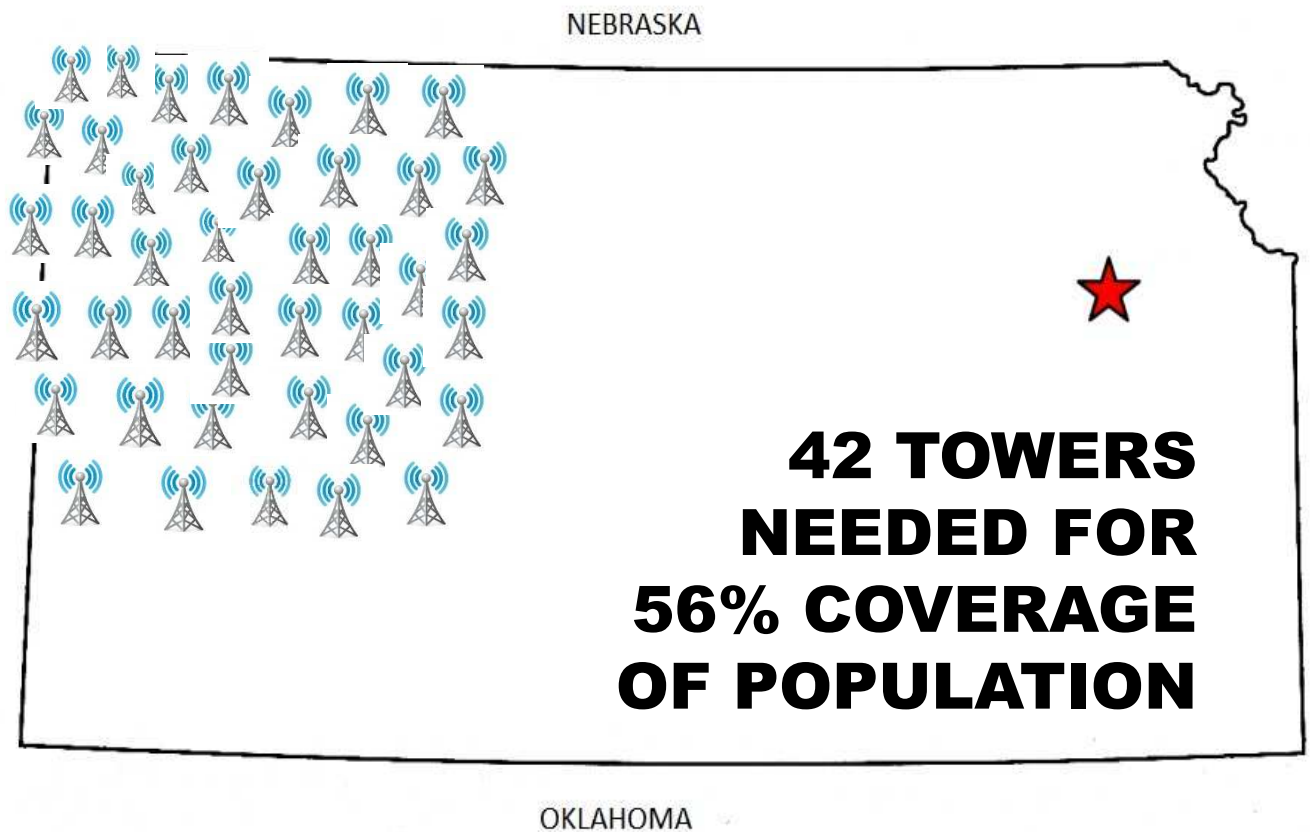 NEBRASKA
42 TOWERS
NEEDED FOR
56% COVERAGE
OF POPULATION
OKLAHOMA